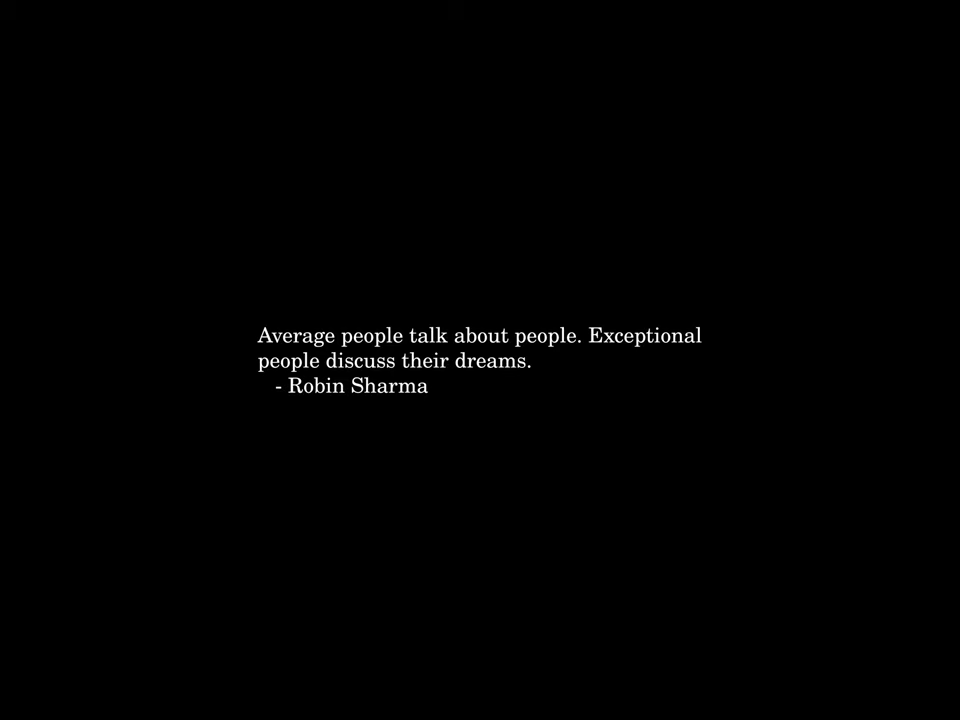 Average people talk about people. Exceptional
people discuss their dreams.
- Robin Sharma